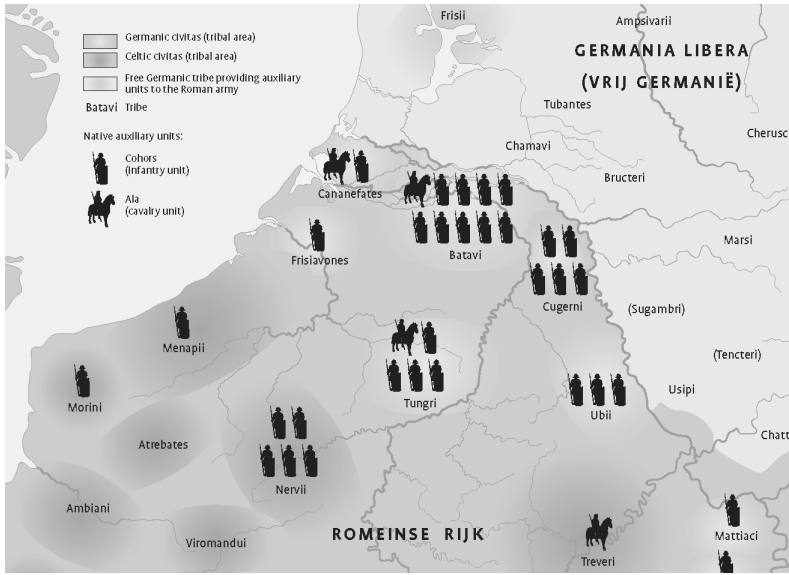 Germanic civitas (tribal area)
Celtic civitas (tribal area)
Free Germanic tribe providing auxiliary
units to the Roman army
Batavi Tribe
Native auxiliary units:
Cohors
(infantry unit)
Ala
(cavalry unit)
Frisii
Ampsivarii
GERMANIA LIBERA
(VRIJ GERMANIË)
Tubantes
Cherusc
Chamavi
Bructeri
Cananefates
Frisiavones
Batavi
Marsi
Cugerni
(Sugambri)
Menapii
(Tencteri)
Morini
Tungri
Usipi
Ubii
Atrebates
Chatt
Nervii
Ambiani
ROMEINSE RIJK
Viromandui
Mattiaci
Treveri